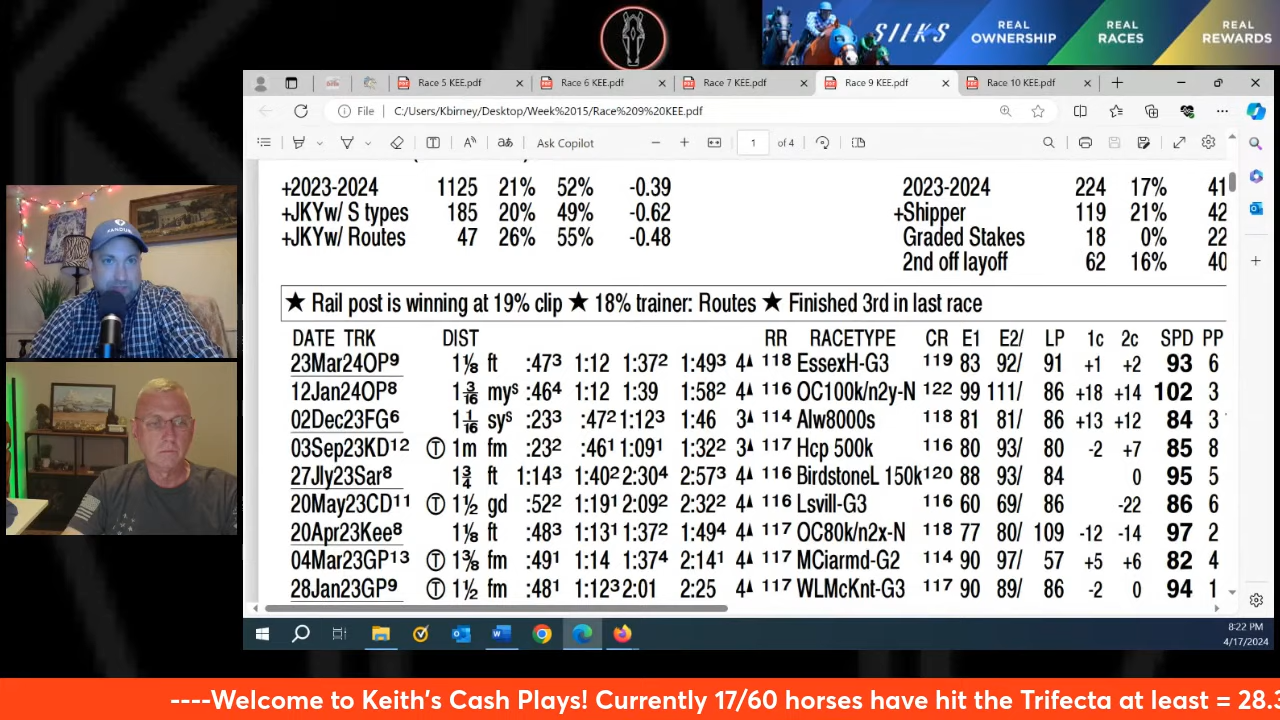 SILKS
REAL OWNERSHIP
REAL RACES
REAL REWARDS
Race 5 KEE.pdf
Race 6 KEE.pdf
Race 7 KEE.pdf
Race 9 KEE.pdf
Race 10 KEE.pdf
File C:/Users/Kbirney/Desktop/Week%2015/Race%209%20KEE.pdf
Ask Copilot
1 of 4
+2023-2024 1125 21% 52% -0.39
2023-2024 224 17% 41
+JKYw/ S types 185 20% 49% -0.62
+Shipper 119 21% 42
+JKYw/ Routes 47 26% 55% -0.48
Graded Stakes 18 0% 22
2nd off layoff 62 16% 40
★ Rail post is winning at 19% clip ★ 18% trainer: Routes ★ Finished 3rd in last race
DATE TRK DIST RR RACETYPE CR E1 E2/ LP 1c 2c SPD PP
23Mar24OP⁹ 1⅛ ft :47³ 1:12 1:37² 1:49³ 4▲ 118 EssexH-G3 119 83 92/ 91 +1 +2 93 6
12Jan24OP⁸ 1 3/16 myˢ :46⁴ 1:12 1:39 1:58² 4▲ 116 OC100k/n2y-N 122 99 111/ 86 +18 +14 102 3
02Dec23FG⁶ 1 1/16 syˢ :23³ :47² 1:12³ 1:46 3▲ 114 Alw8000s 118 81 81/ 86 +13 +12 84 3
03Sep23KD¹² Ⓣ 1m fm :23² :46¹ 1:09¹ 1:32² 3▲ 117 Hcp 500k 116 80 93/ 80 -2 +7 85 8
27Jly23Sar⁸ 1¾ ft 1:14³ 1:40² 2:30⁴ 2:57³ 4▲ 116 BirdstoneL 150k 120 88 93/ 84 0 95 5
20May23CD¹¹ Ⓣ 1½ gd :52² 1:19¹ 2:09² 2:32² 4▲ 116 Lsvill-G3 116 60 69/ 86 -22 86 6
20Apr23Kee⁸ 1⅛ ft :48³ 1:13¹ 1:37² 1:49⁴ 4▲ 117 OC80k/n2x-N 118 77 80/ 109 -12 -14 97 2
04Mar23GP¹³ Ⓣ 1⅜ fm :49¹ 1:14 1:37⁴ 2:14¹ 4▲ 117 MCiarmd-G2 114 90 97/ 57 +5 +6 82 4
28Jan23GP⁹ Ⓣ 1½ fm :48¹ 1:12³ 2:01 2:25 4▲ 117 WLMcKnt-G3 117 90 89/ 86 -2 0 94 1
8:22 PM
4/17/2024
----Welcome to Keith's Cash Plays! Currently 17/60 horses have hit the Trifecta at least = 28.3